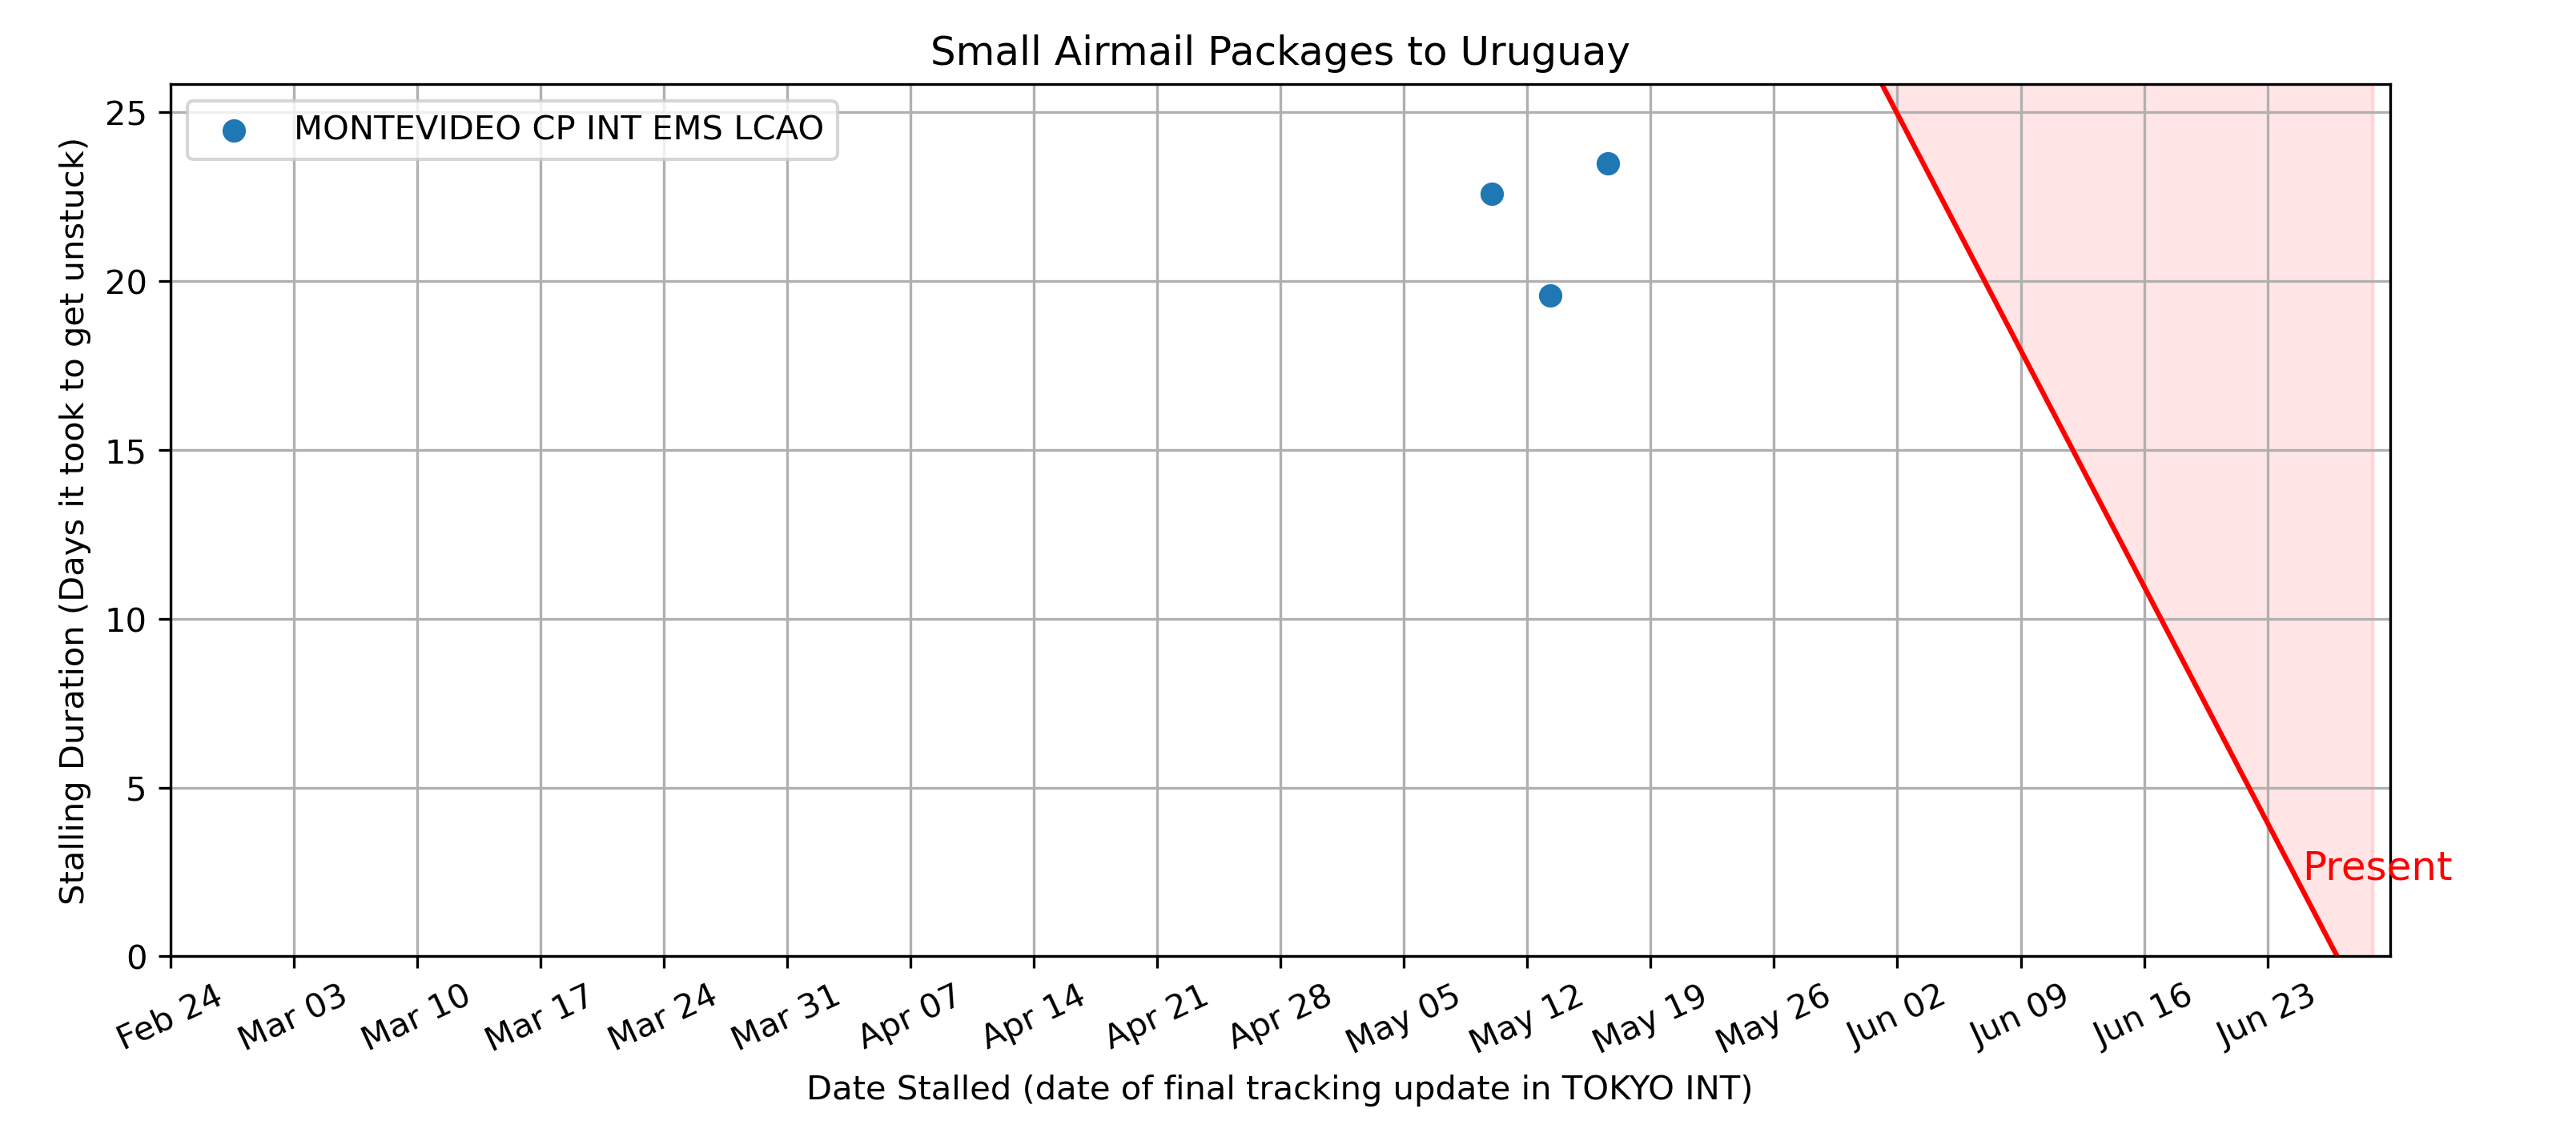 Small Airmail Packages to Uruguay
MONTEVIDEO CP INT EMS LCAO
Stalling Duration (Days it took to get unstuck)
25
20
15
10
5
0
Present
Feb 24
Mar 03
Mar 10
Mar 17
Mar 24
Mar 31
Apr 07
Apr 14
Apr 21
Apr 28
May 05
May 12
May 19
May 26
Jun 02
Jun 09
Jun 16
Jun 23
Date Stalled (date of final tracking update in TOKYO INT)